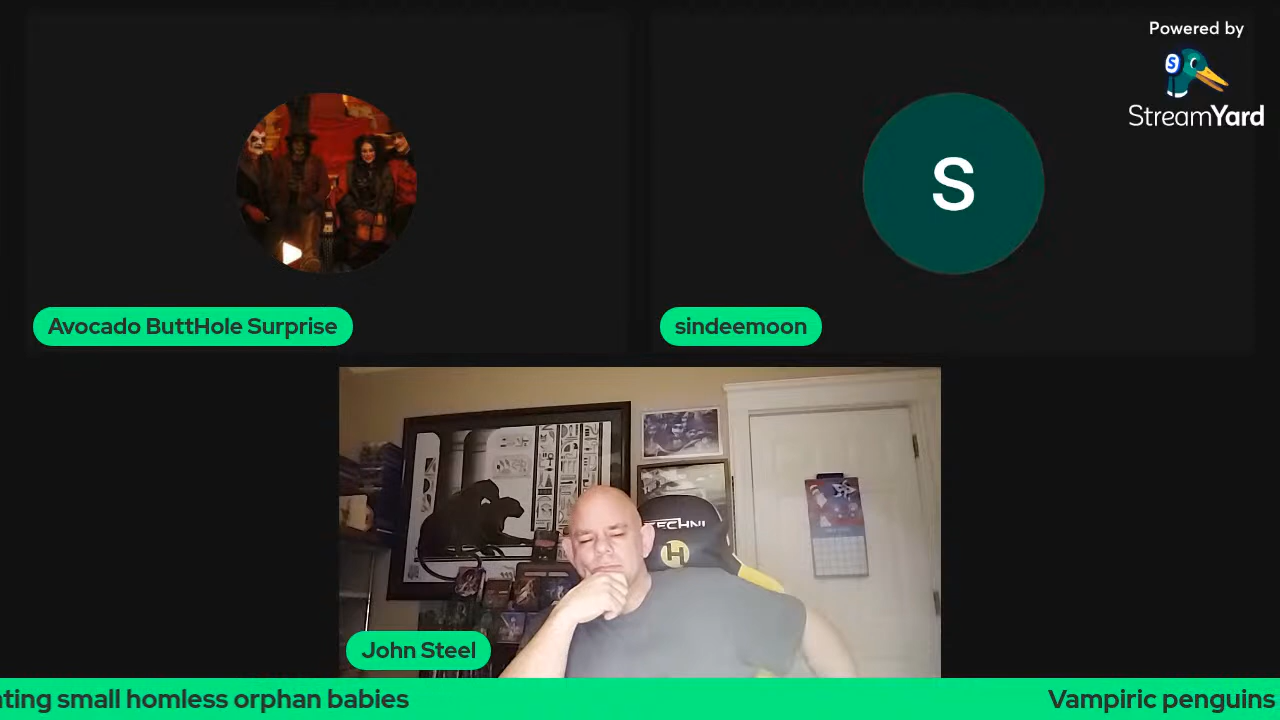 Powered by
S
StreamYard
S
Avocado ButtHole Surprise
sindeemoon
TECHNI
H
John Steel
ating small homless orphan babies
Vampiric penguins